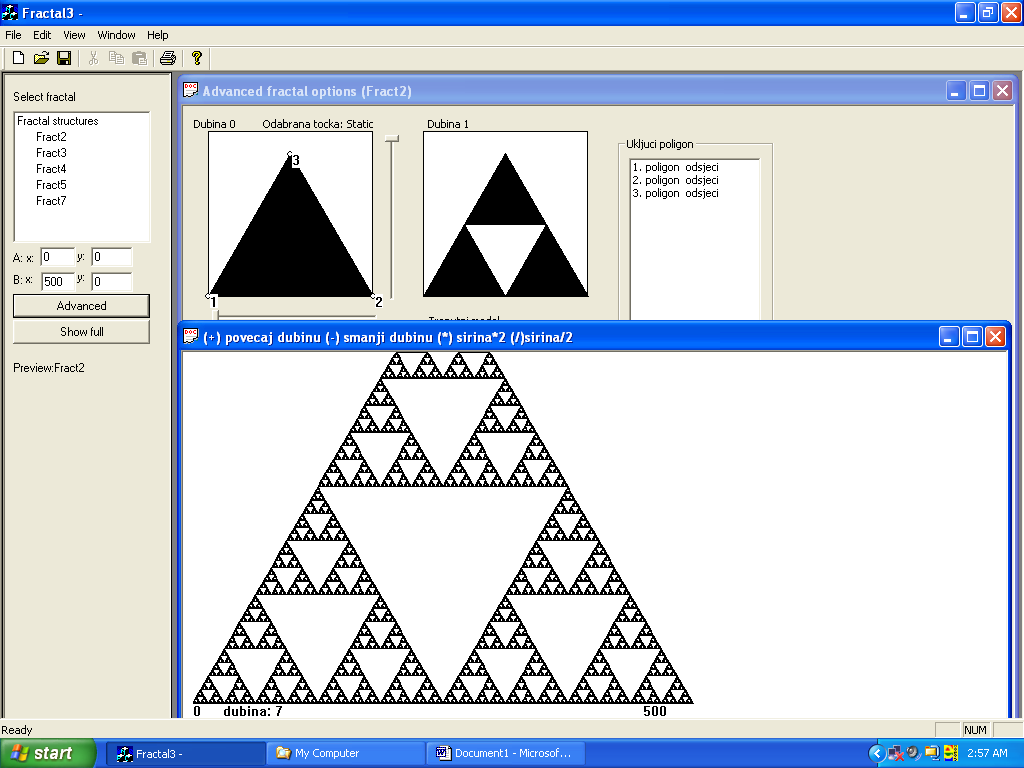 Fractal3 -
File Edit View Window Help
Select fractal
Fractal structures
Fract2
Fract3
Fract4
Fract5
Fract7
A: x: 0 y: 0
B: x: 500 y: 0
Advanced
Show full
Preview:Fract2
Advanced fractal options (Fract2)
Dubina 0 Odabrana tocka: Static Dubina 1
3
1 2
Ukljuci poligon
1. poligon odsjeci
2. poligon odsjeci
3. poligon odsjeci
(+) povecaj dubinu (-) smanji dubinu (*) sirina*2 (/)sirina/2
0 dubina: 7 500
Ready NUM
start Fractal3 - My Computer Document1 - Microsof... 2:57 AM